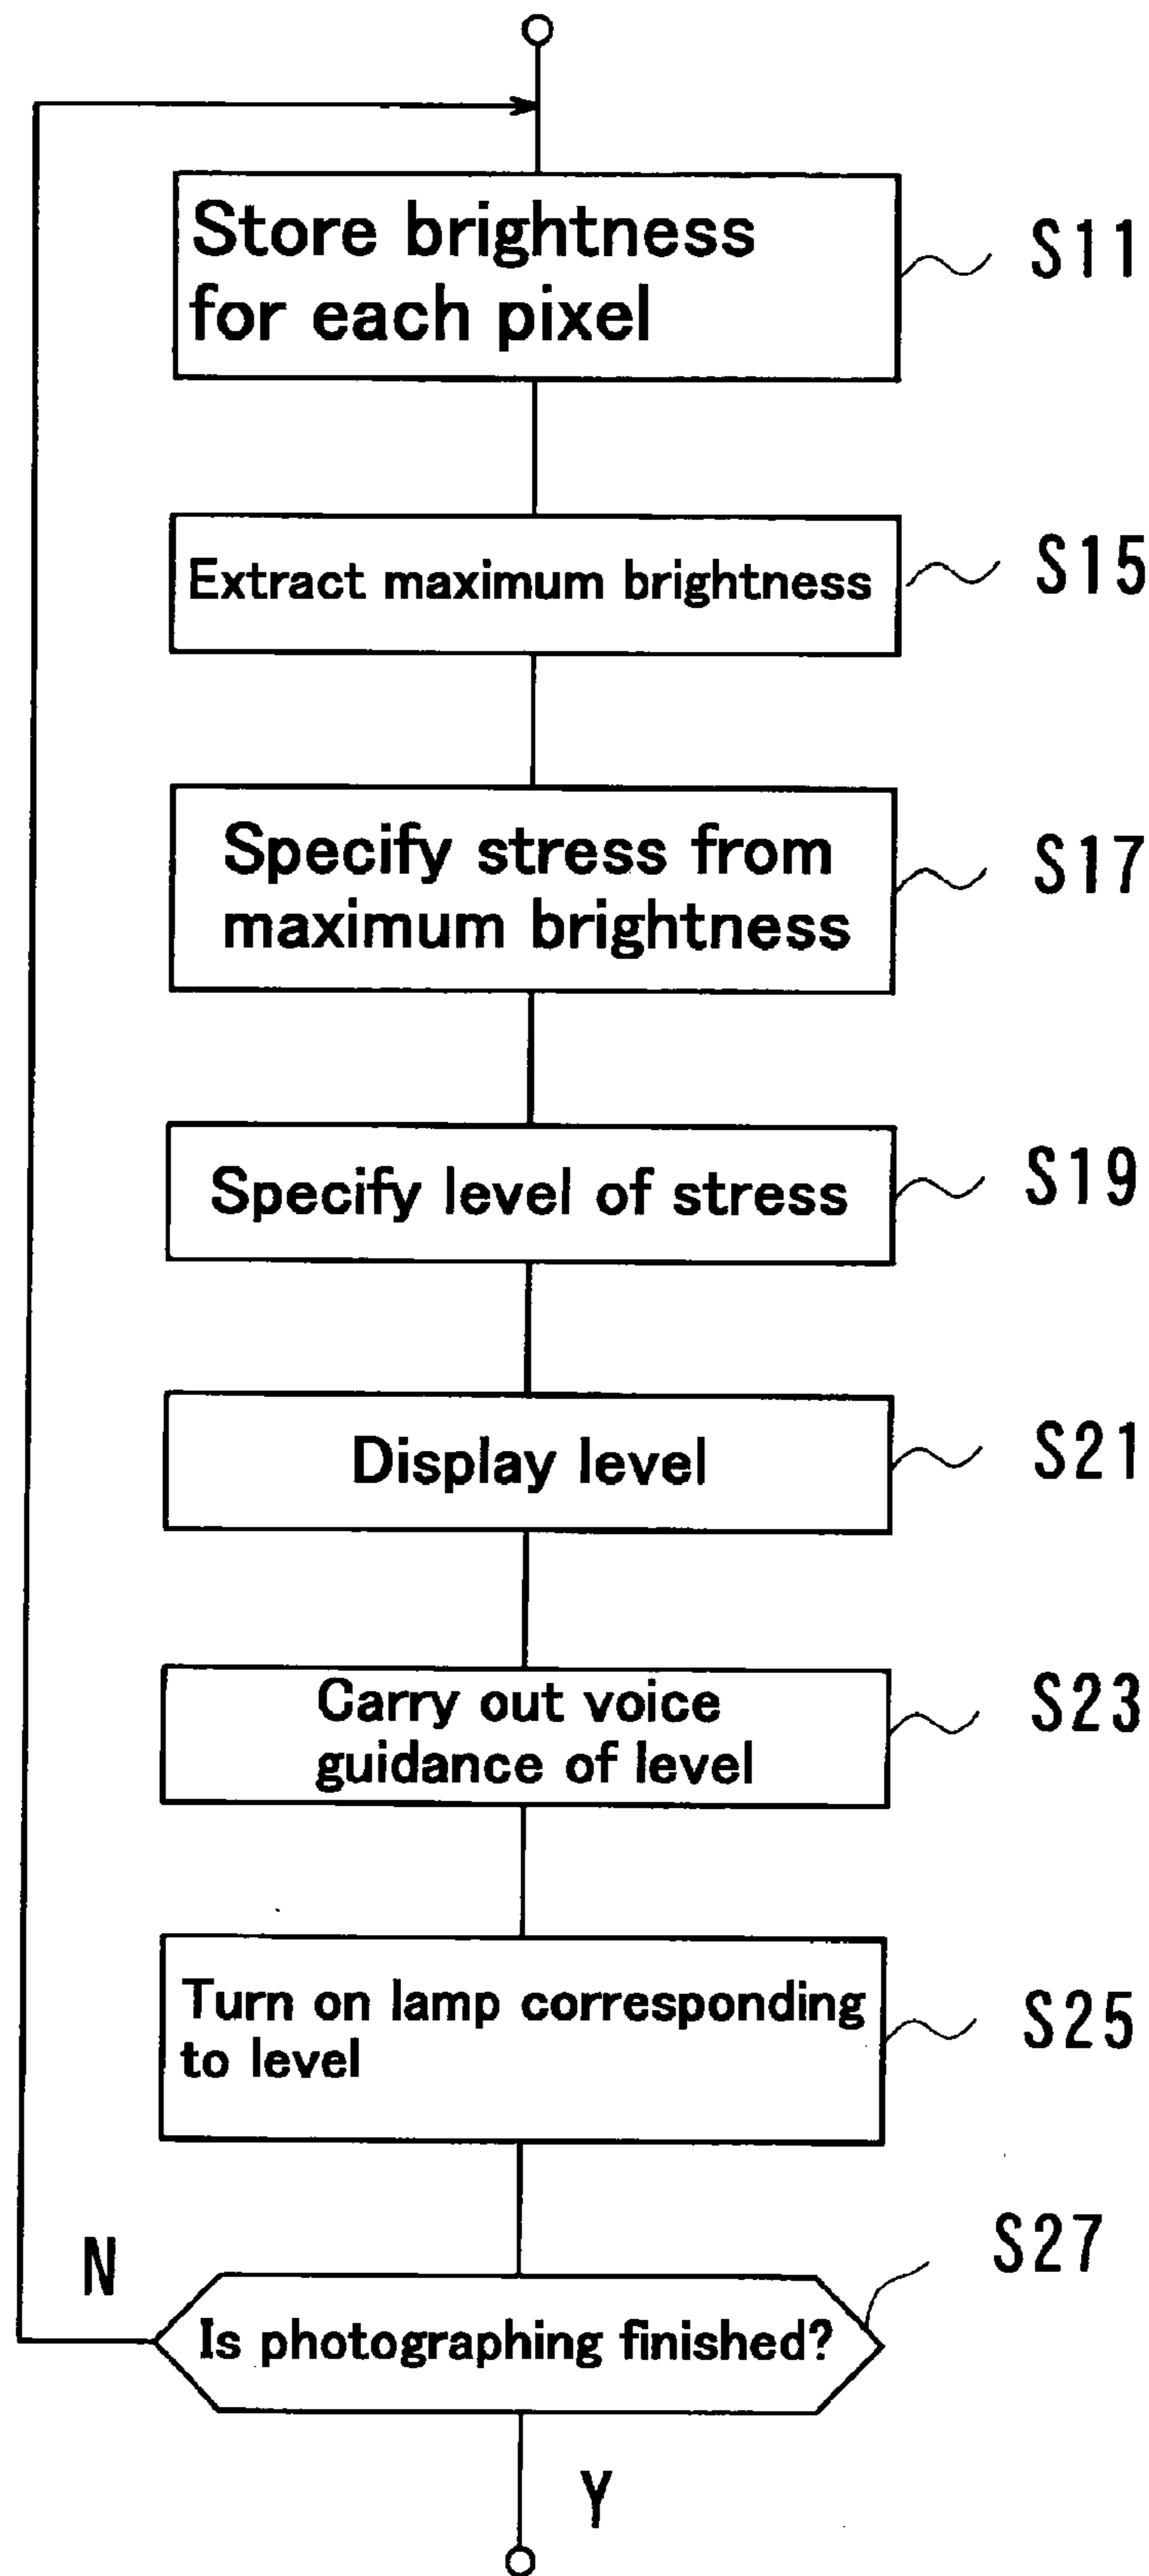 Store brightness
for each pixel
S11
Extract maximum brightness
S15
Specify stress from
maximum brightness
S17
Specify level of stress
S19
Display level
S21
Carry out voice
guidance of level
S23
Turn on lamp corresponding
to level
S25
S27
N
Is photographing finished?
Y